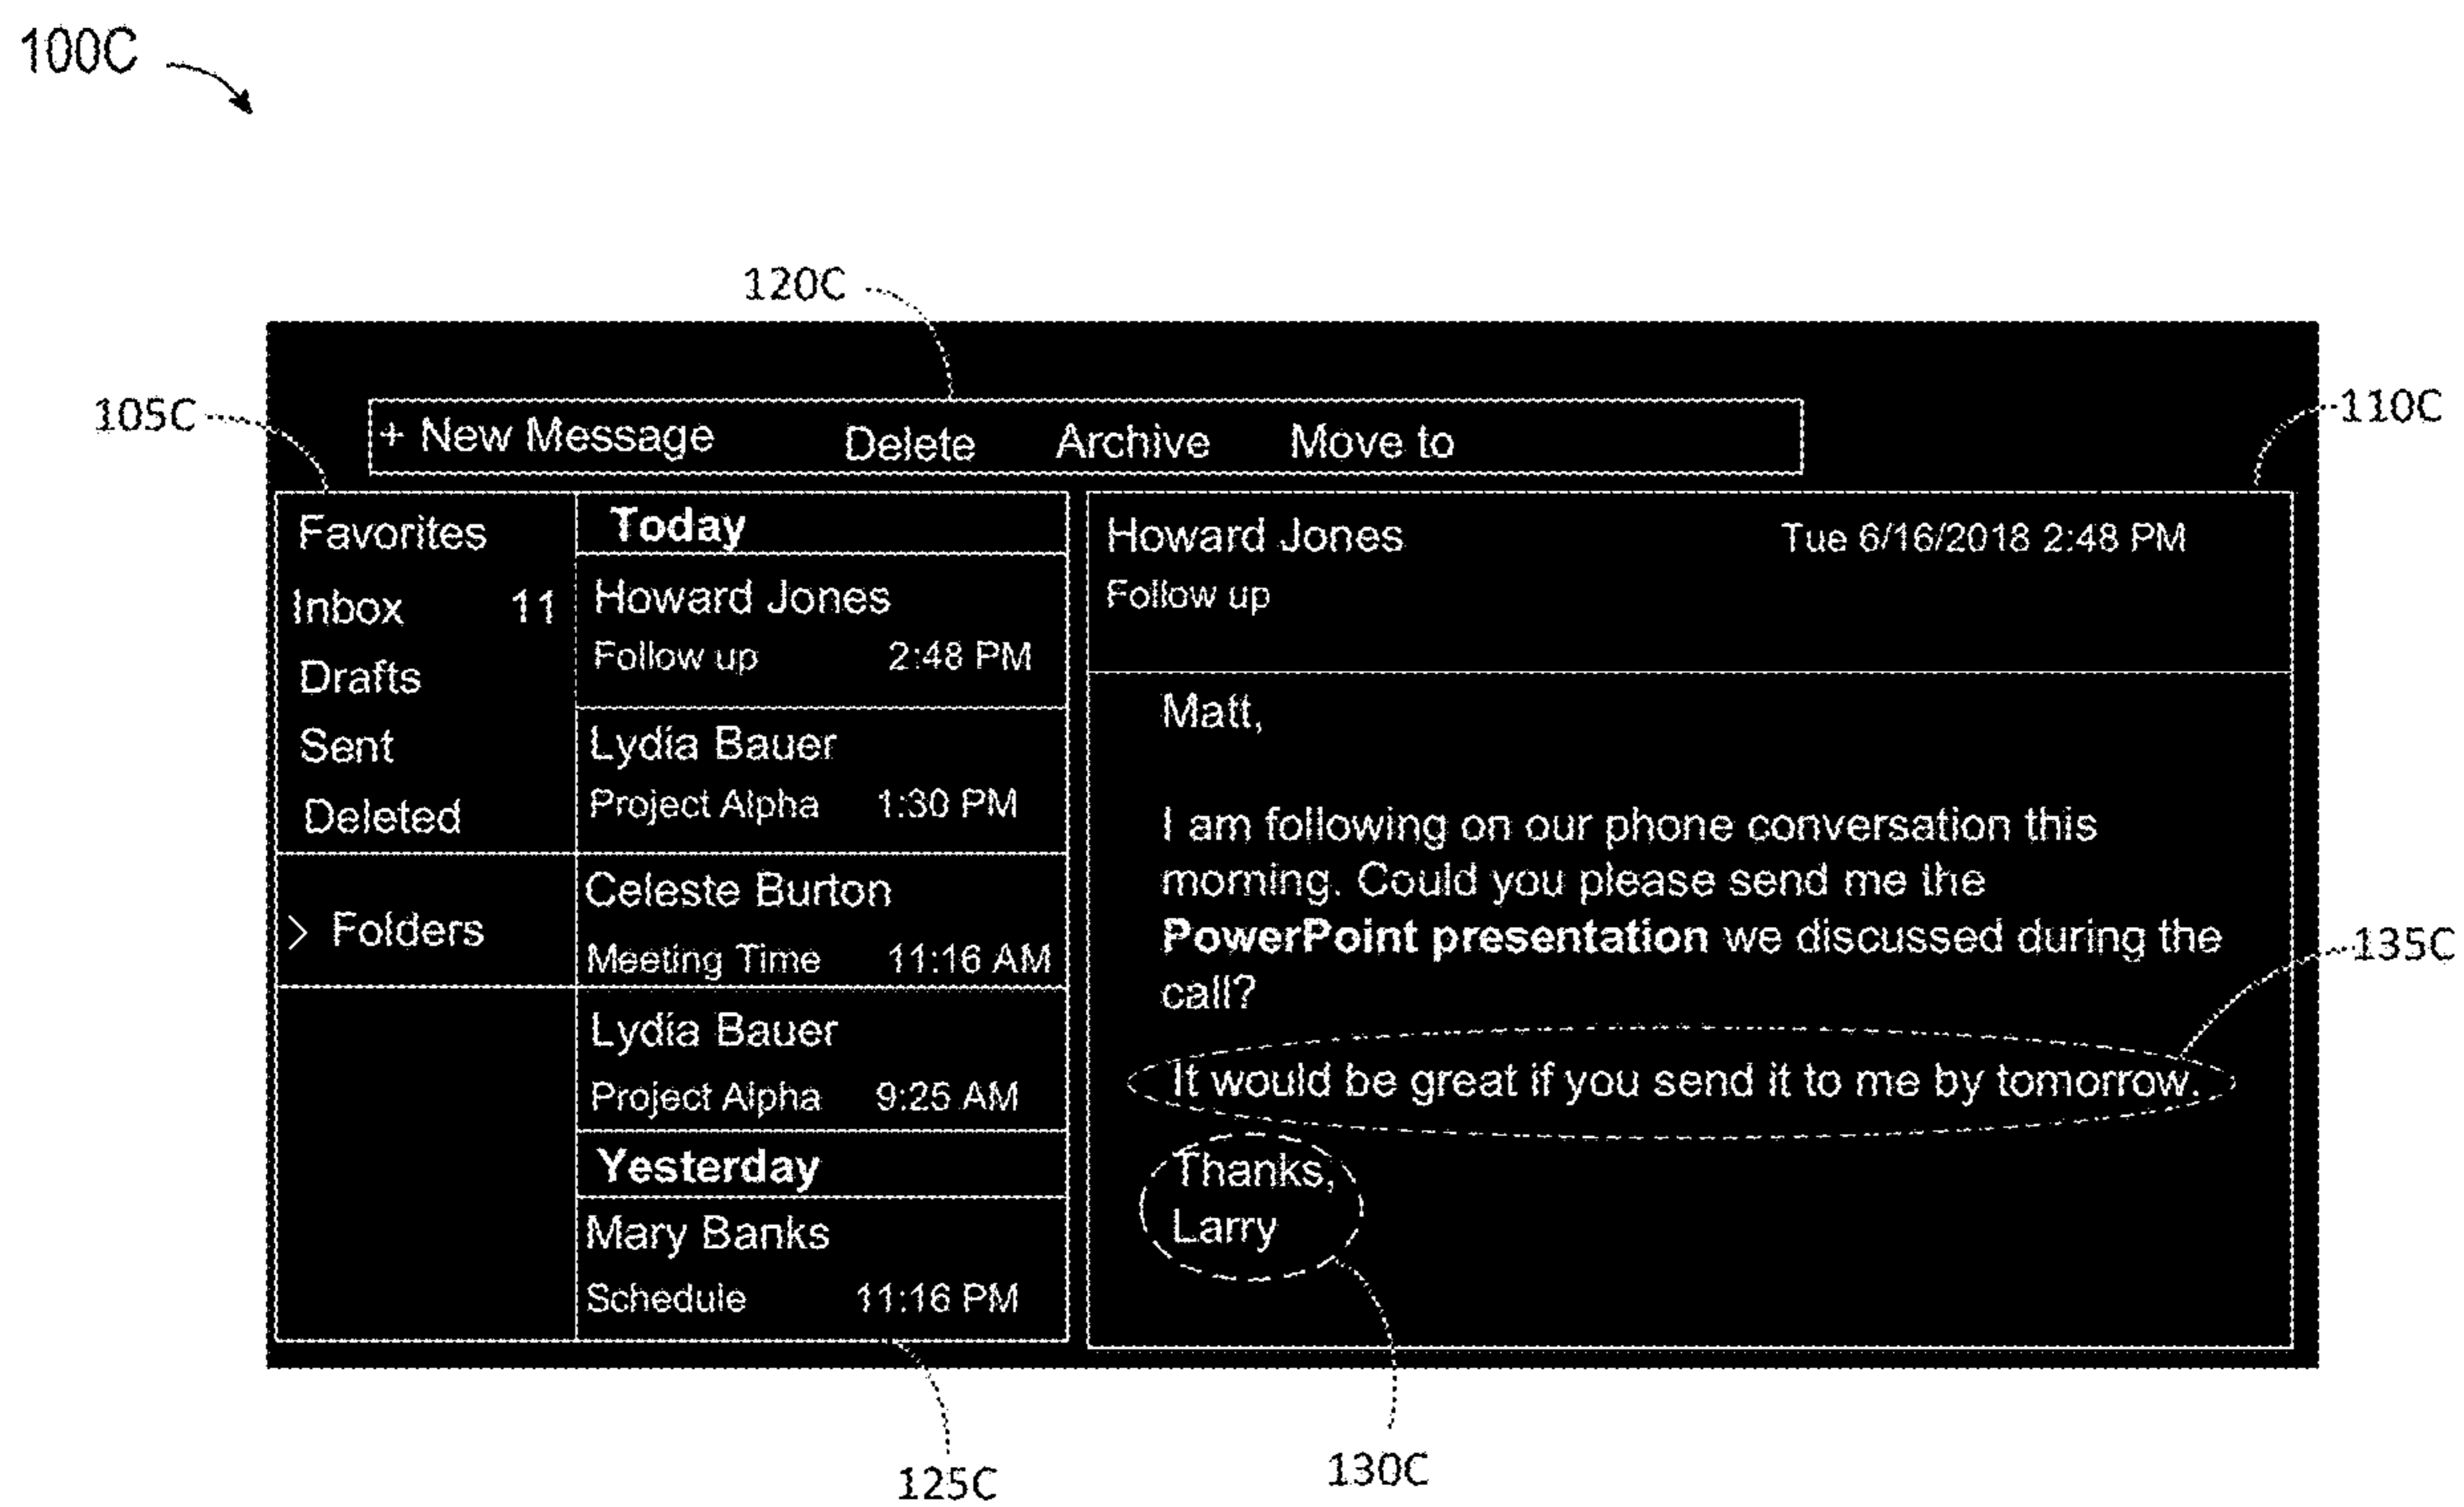 100C
120C
105C
110C
+ New Message Delete Archive Move to
Favorites
Inbox 11
Drafts
Sent
Deleted
> Folders
Today
Howard Jones
Follow up 2:48 PM
Lydia Bauer
Project Alpha 1:30 PM
Celeste Burton
Meeting Time 11:16 AM
Lydia Bauer
Project Alpha 9:25 AM
Yesterday
Mary Banks
Schedule 11:16 PM
Howard Jones Tue 6/16/2018 2:48 PM
Follow up
Matt,
I am following on our phone conversation this
morning. Could you please send me the
PowerPoint presentation we discussed during the
call?
It would be great if you send it to me by tomorrow.
Thanks,
Larry
135C
125C
130C